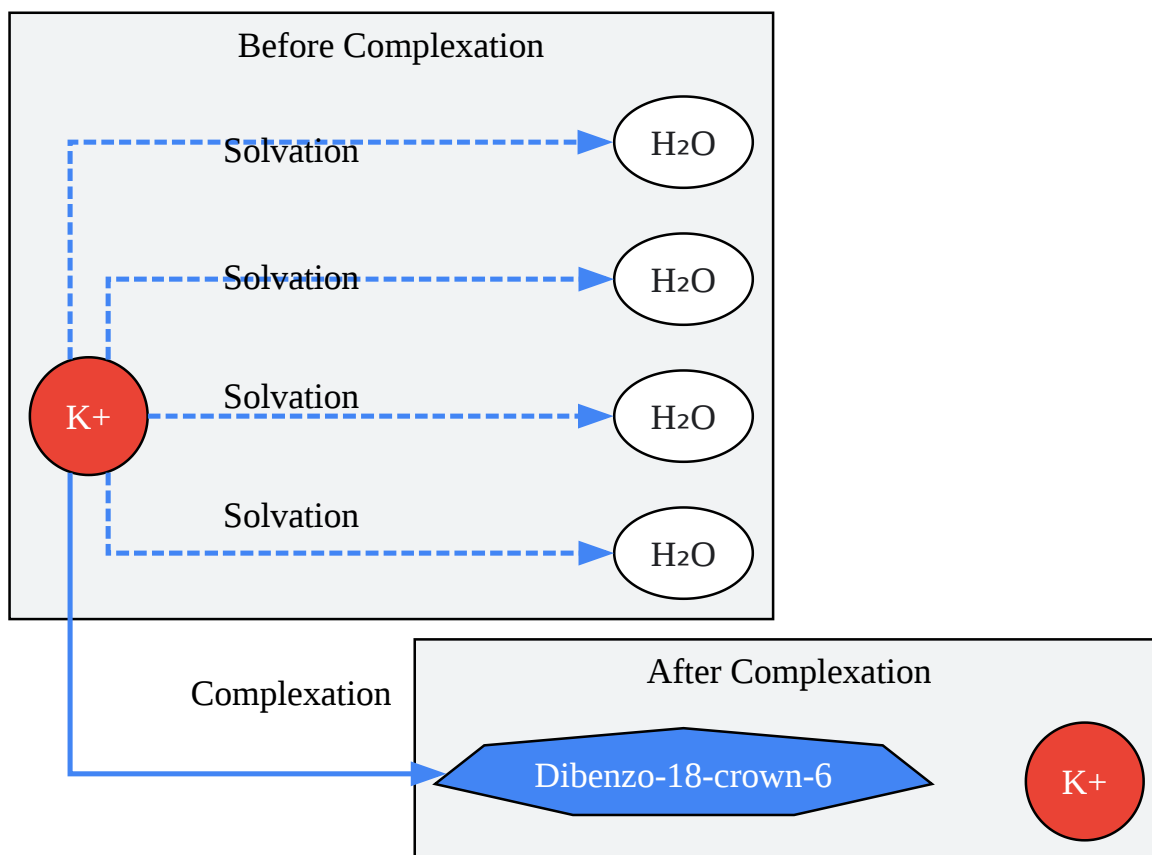 Before Complexation
Solvation
H₂O
Solvation
H₂O
Solvation
K+
H₂O
Solvation
H₂O
After Complexation
Complexation
Dibenzo-18-crown-6
K+